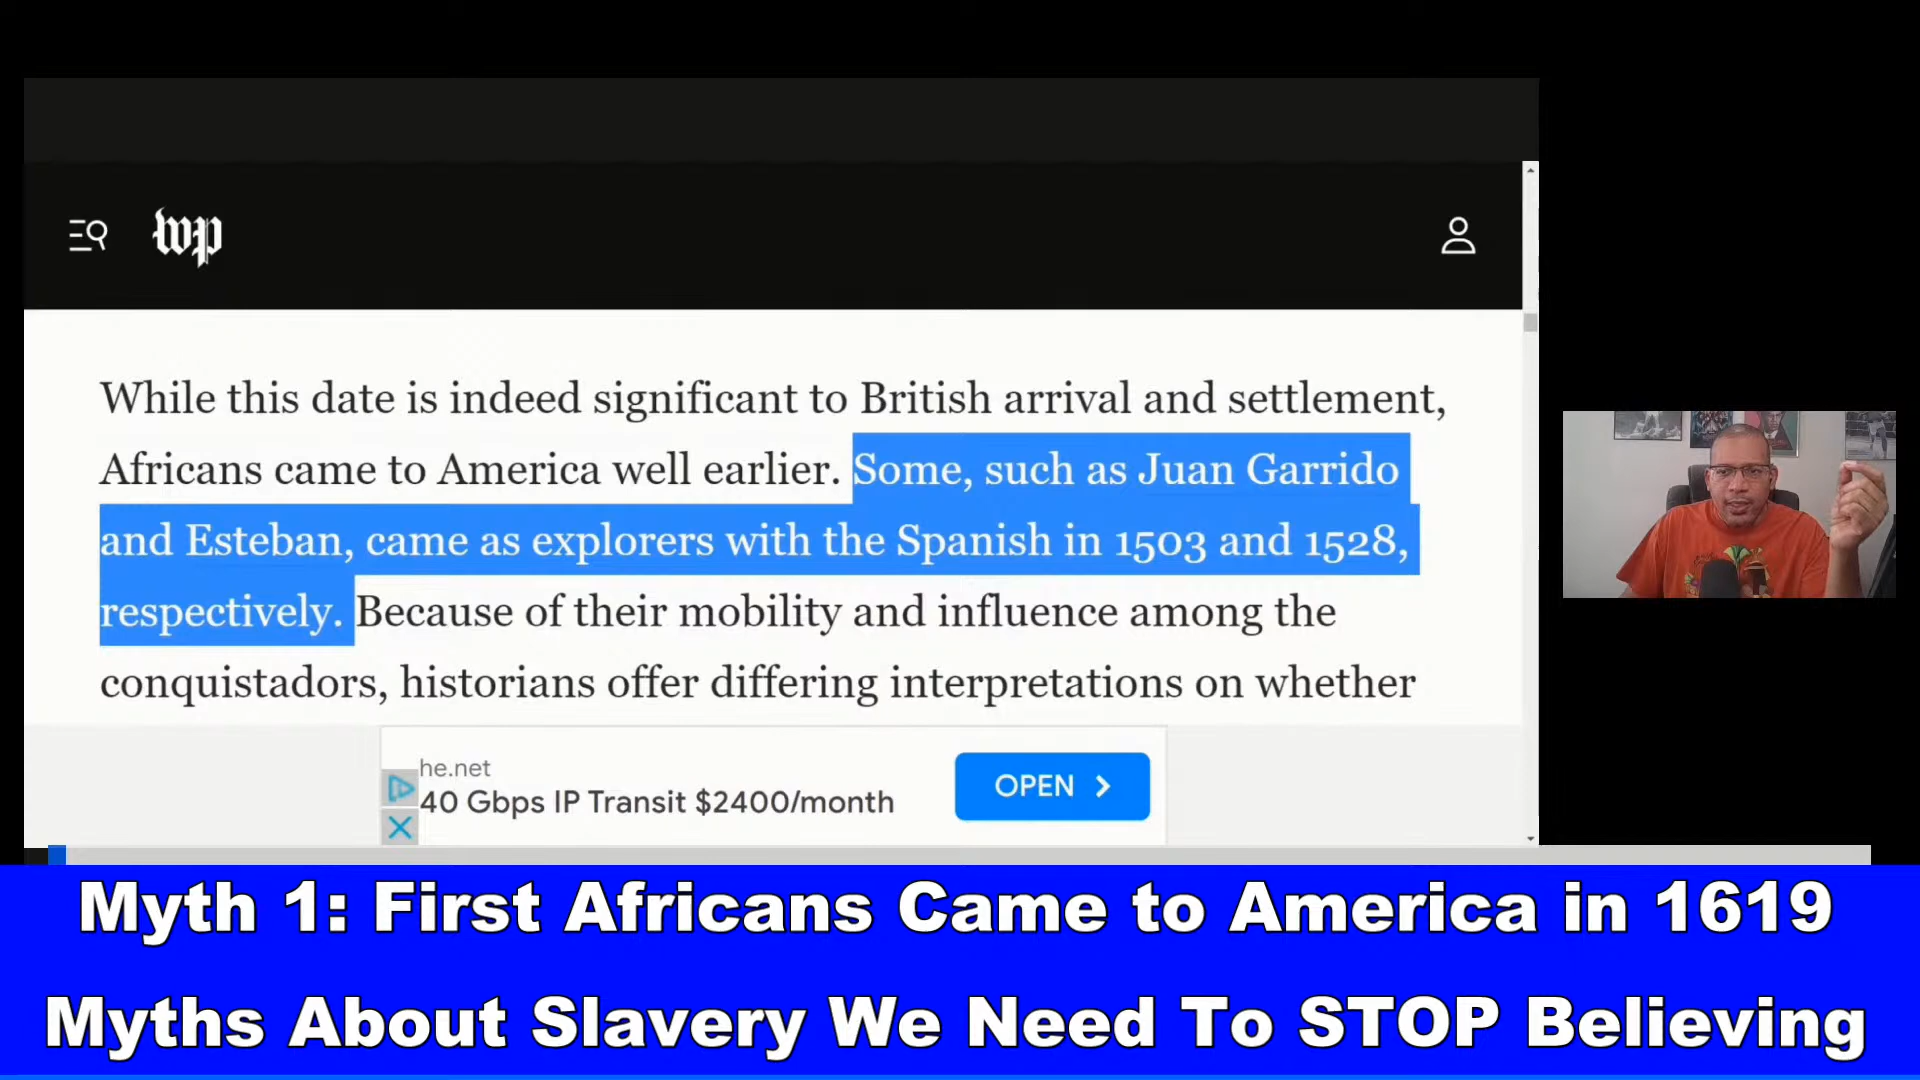 wp
While this date is indeed significant to British arrival and settlement,
Africans came to America well earlier. Some, such as Juan Garrido
and Esteban, came as explorers with the Spanish in 1503 and 1528,
respectively. Because of their mobility and influence among the
conquistadors, historians offer differing interpretations on whether
he.net
40 Gbps IP Transit $2400/month
OPEN
Myth 1: First Africans Came to America in 1619
Myths About Slavery We Need To STOP Believing